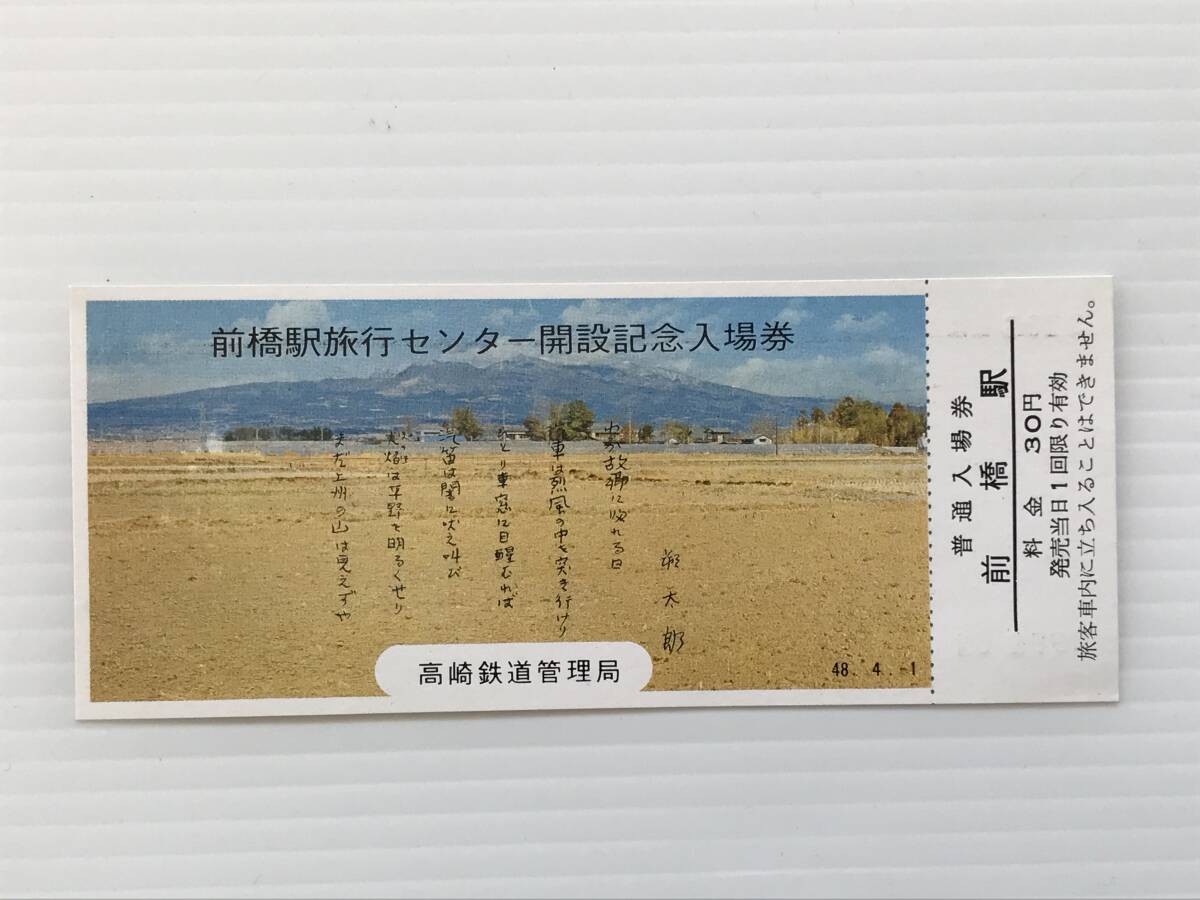 前橋駅旅行センター開設記念入場券
わが故郷に帰れる日
汽車は烈風の中を突き行けり
ひとり車窓に目醒むれば
汽笛は闇に吠え叫び
火焔は平野を明るくせり
まだ上州の山は見えずや
朔太郎
高崎鉄道管理局
48. 4. -1
普通入場券
前橋駅
料金 30円
発売当日1回限り有効
旅客車内に立ち入ることはできません。